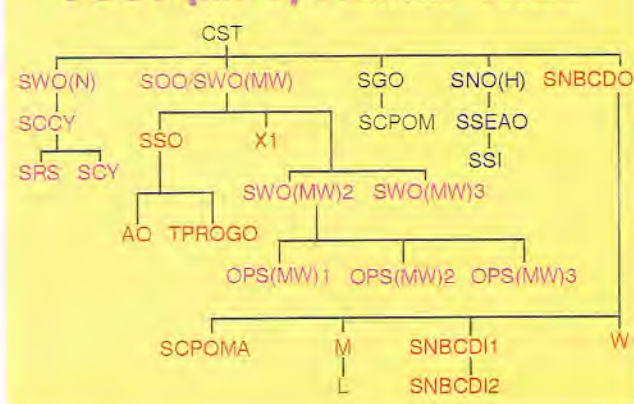 CST
SWO(N) SOO/SWO(MW) SGO SNO(H) SNBCDO
SCCY SSO X1 SCPOM SSEAO
SRS SCY SSI
SWO(MW)2 SWO(MW)3
AO TPROGO
OPS(MW)1 OPS(MW)2 OPS(MW)3
SCPOMA M SNBCDI1 W
L SNBCDI2